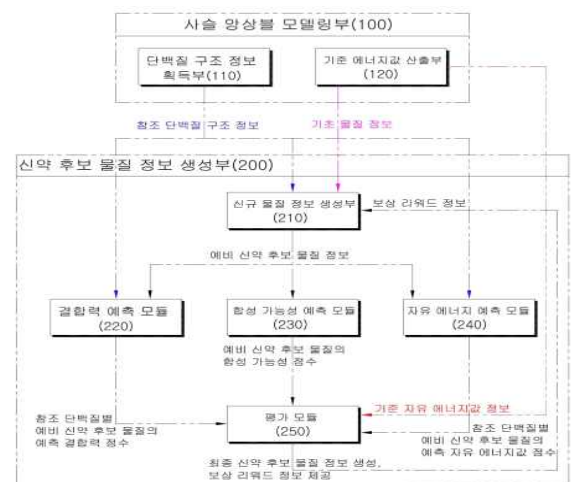 사슬 앙상블 모델링부(100)
단백질 구조 정보
획득부(110)
기준 에너지값 산출부
(120)
참조 단백질 구조 정보
기초 물질 정보
신약 후보 물질 정보 생성부(200)
신규 물질 정보 생성부
(210)
보상 리워드 정보
예비 신약 후보 물질 정보
결합력 예측 모듈
(220)
합성 가능성 예측 모듈
(230)
자유 에너지 예측 모듈
(240)
예비 신약 후보 물질의
합성 가능성 점수
기준 자유 에너지값 정보
참조 단백질별
예비 신약 후보 물질의
예측 결합력 점수
평가 모듈
(250)
참조 단백질별
예비 신약 후보 물질의
예측 자유 에너지값 점수
최종 신약 후보 물질 정보 생성,
보상 리워드 정보 제공